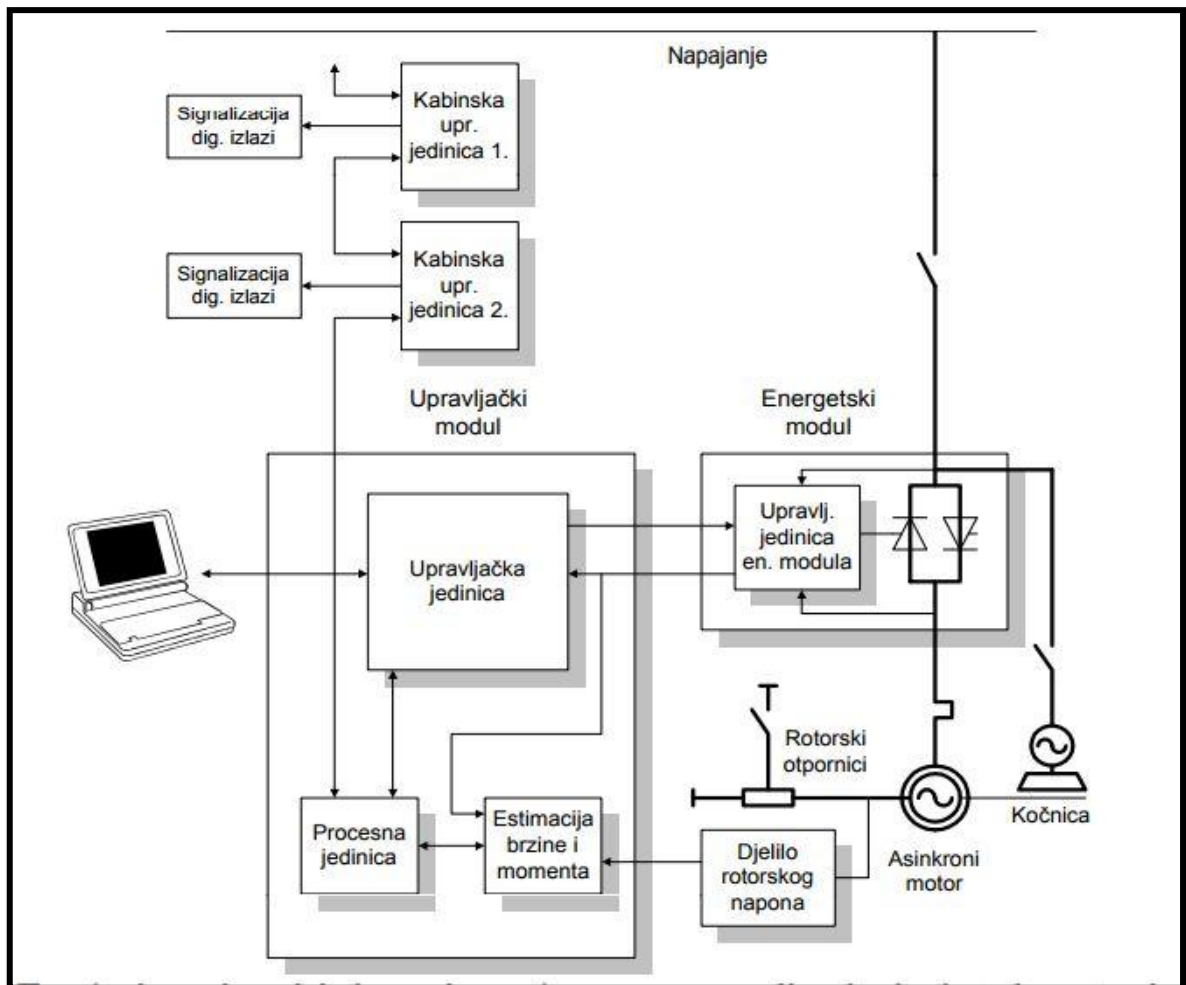 Napajanje
Kabinska
upr.
jedinica 1.
Signalizacija
dig. izlazi
Kabinska
upr.
jedinica 2.
Signalizacija
dig. izlazi
Upravljački
modul
Energetski
modul
Upravljačka
jedinica
Upravlj.
jedinica
en. modula
Rotorski
otpornici
Kočnica
Procesna
jedinica
Estimacija
brzine i
momenta
Djelilo
rotorskog
napona
Asinkroni
motor